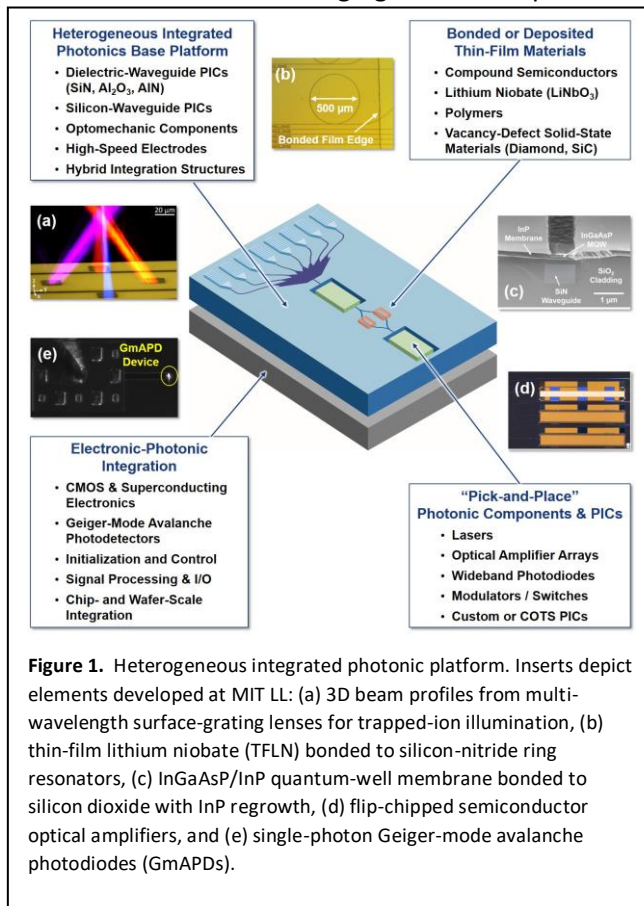 Heterogeneous Integrated
Photonics Base Platform
• Dielectric-Waveguide PICs
(SiN, Al₂O₃, AlN)
• Silicon-Waveguide PICs
• Optomechanic Components
• High-Speed Electrodes
• Hybrid Integration Structures
(b)
500 µm
Bonded Film Edge
Bonded or Deposited
Thin-Film Materials
• Compound Semiconductors
• Lithium Niobate (LiNbO₃)
• Polymers
• Vacancy-Defect Solid-State
Materials (Diamond, SiC)
(a)
20 µm
InP
Membrane
InGaAsP
MQW
SiO₂
Cladding
SiN
Waveguide
1 µm
(c)
(e)
GmAPD
Device
(d)
Electronic-Photonic
Integration
• CMOS & Superconducting
Electronics
• Geiger-Mode Avalanche
Photodetectors
• Initialization and Control
• Signal Processing & I/O
• Chip- and Wafer-Scale
Integration
"Pick-and-Place"
Photonic Components & PICs
• Lasers
• Optical Amplifier Arrays
• Wideband Photodiodes
• Modulators / Switches
• Custom or COTS PICs
Figure 1. Heterogeneous integrated photonic platform. Inserts depict
elements developed at MIT LL: (a) 3D beam profiles from multi-
wavelength surface-grating lenses for trapped-ion illumination, (b)
thin-film lithium niobate (TFLN) bonded to silicon-nitride ring
resonators, (c) InGaAsP/InP quantum-well membrane bonded to
silicon dioxide with InP regrowth, (d) flip-chipped semiconductor
optical amplifiers, and (e) single-photon Geiger-mode avalanche
photodiodes (GmAPDs).